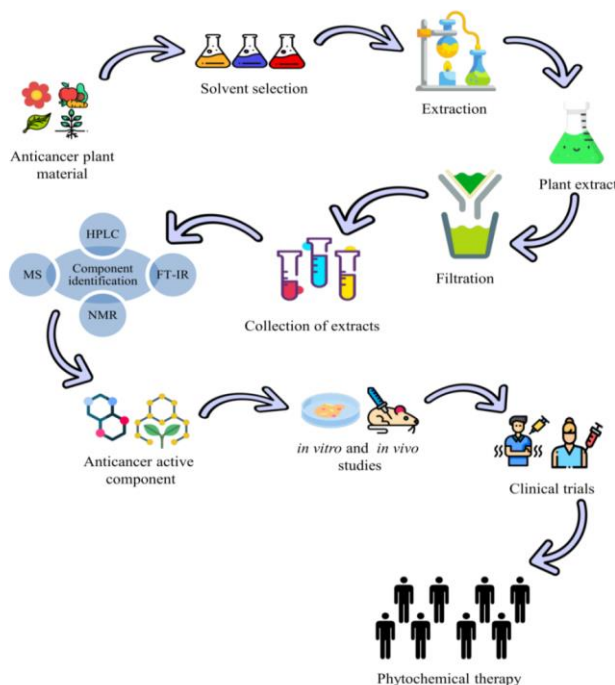 Solvent selection
Extraction
Anticancer plant
material
Plant extract
Filtration
Collection of extracts
HPLC
MS
Component
identification
FT-IR
NMR
Anticancer active
component
in vitro and in vivo
studies
Clinical trials
Phytochemical therapy